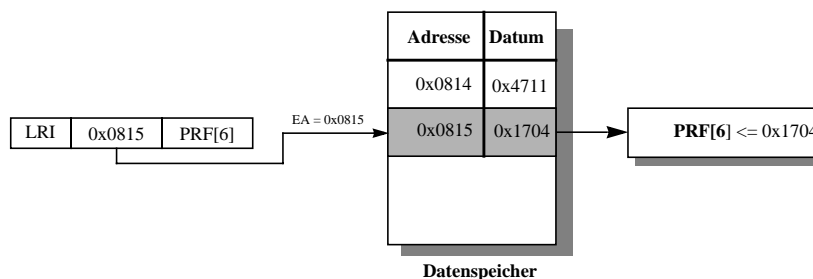 LRI 0x0815 PRF[6]
EA = 0x0815
Adresse Datum
0x0814 0x4711
0x0815 0x1704
Datenspeicher
PRF[6] <= 0x1704